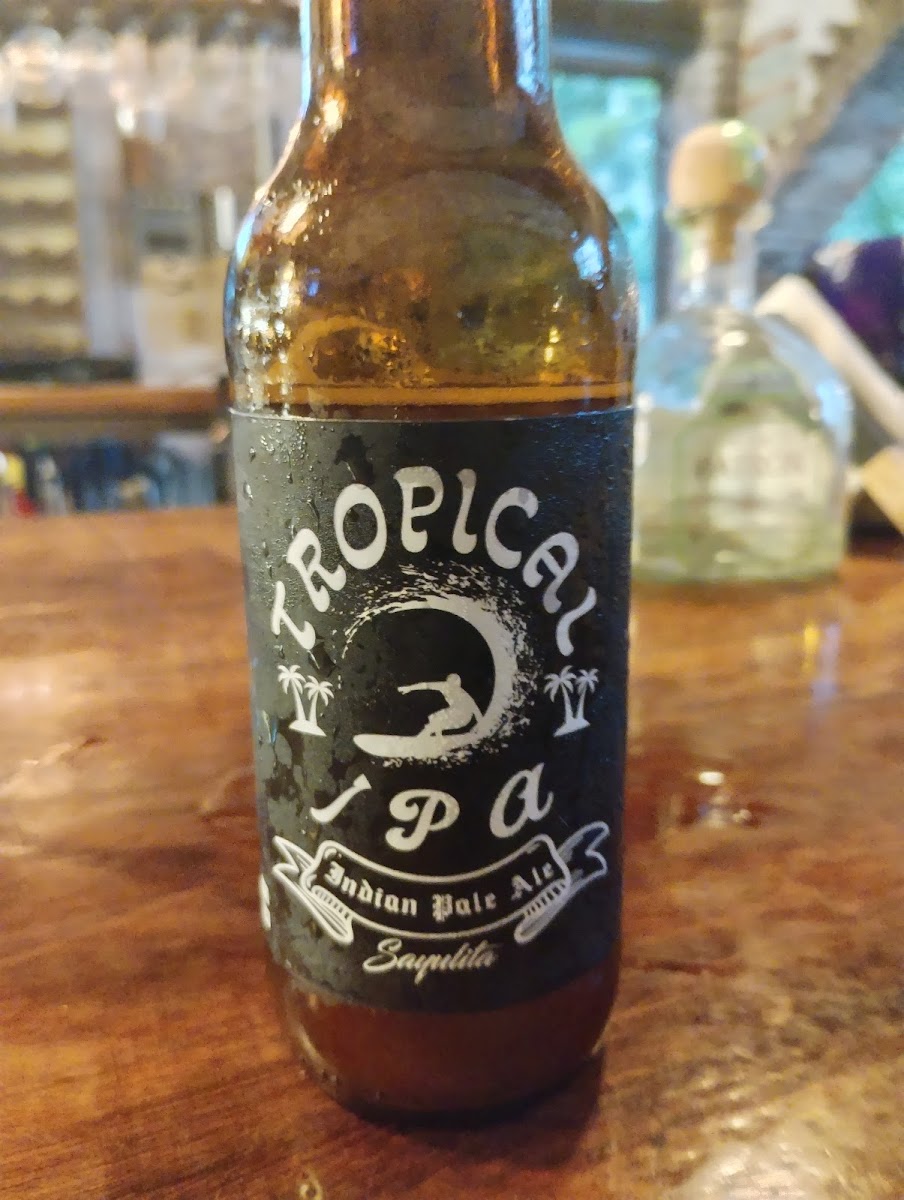 TROPICAL
IPA
Indian Pale Ale
Sayulita